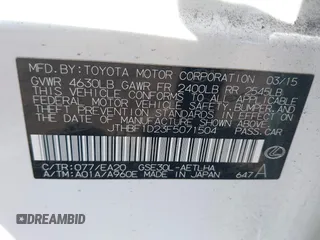 MFD. BY: TOYOTA MOTOR CORPORATION 03/15
GVWR 4630LB GAWR FR 2400LB RR 2545LB
THIS VEHICLE CONFORMS TO ALL APPLICABLE
FEDERAL MOTOR VEHICLE SAFETY, BUMPER, AND
THEFT PREVENTION STANDARDS IN EFFECT ON
THE DATE OF MANUFACTURE SHOWN ABOVE.
JTHBF1D23F5071504 PASS. CAR
C/TR: 077/EA20 GSE30L-AETLHA
A/TM: A01A/A960E MADE IN JAPAN 647 A